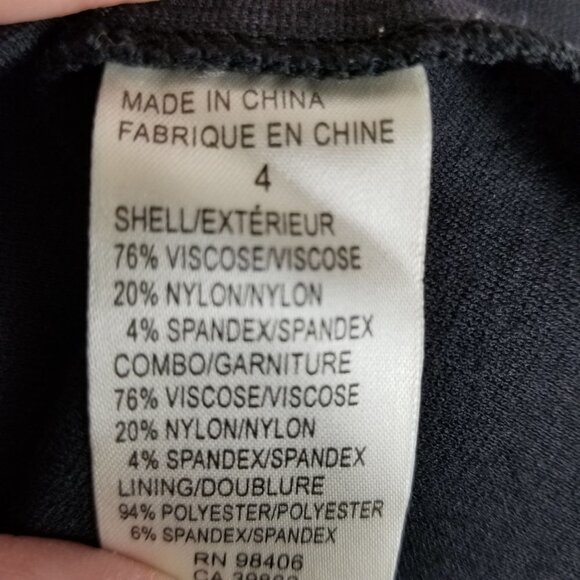 MADE IN CHINA
FABRIQUE EN CHINE
4
SHELL/EXTÉRIEUR
76% VISCOSE/VISCOSE
20% NYLON/NYLON
4% SPANDEX/SPANDEX
COMBO/GARNITURE
76% VISCOSE/VISCOSE
20% NYLON/NYLON
4% SPANDEX/SPANDEX
LINING/DOUBLURE
94% POLYESTER/POLYESTER
6% SPANDEX/SPANDEX
RN 98406
CA